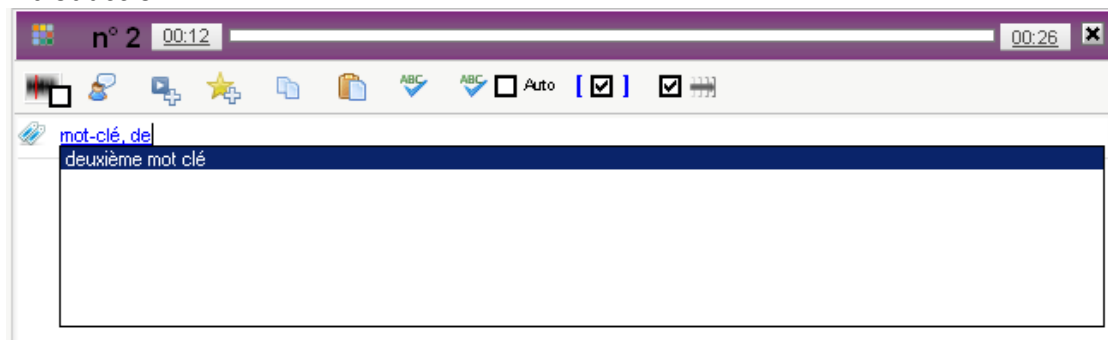 n° 2 00:12 00:26
ABC ABC Auto [ ]
mot-clé, de
deuxième mot clé